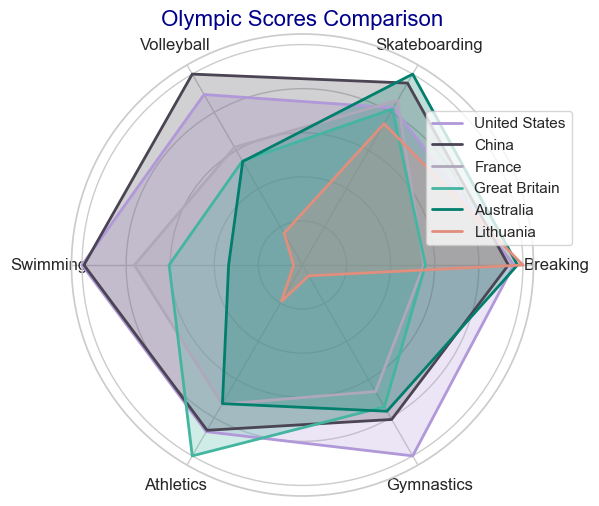 Olympic Scores Comparison
Volleyball
Skateboarding
United States
China
France
Great Britain
Australia
Lithuania
Swimming
Breaking
Athletics
Gymnastics